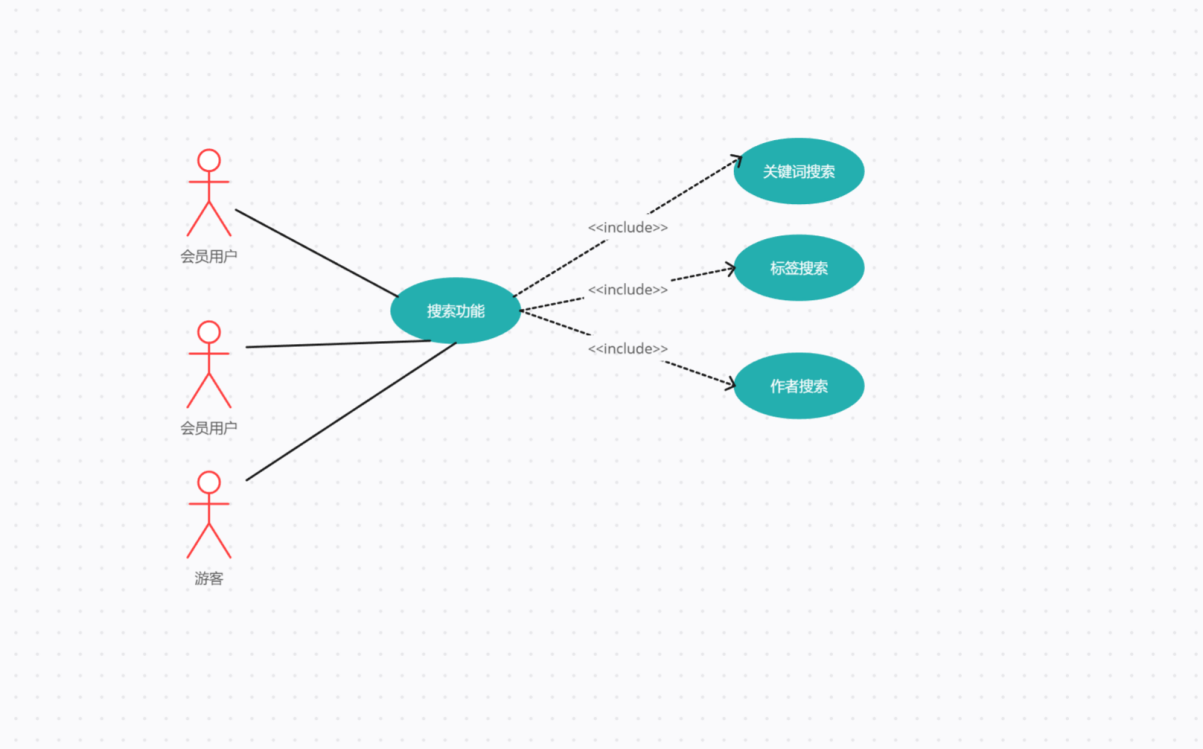 会员用户
会员用户
游客
搜索功能
<<include>>
<<include>>
<<include>>
关键词搜索
标签搜索
作者搜索